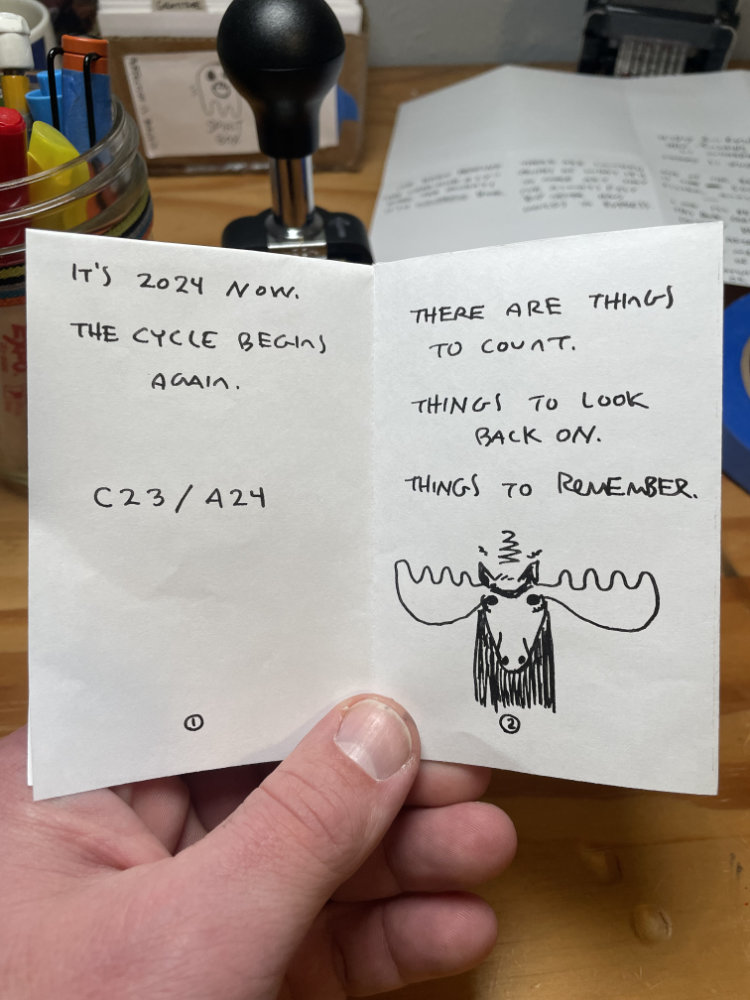 IT'S 2024 NOW.
THE CYCLE BEGINS
AGAIN.
C23/A24
①
THERE ARE THINGS
TO COUNT.
THINGS TO LOOK
BACK ON.
THINGS TO REMEMBER.
②